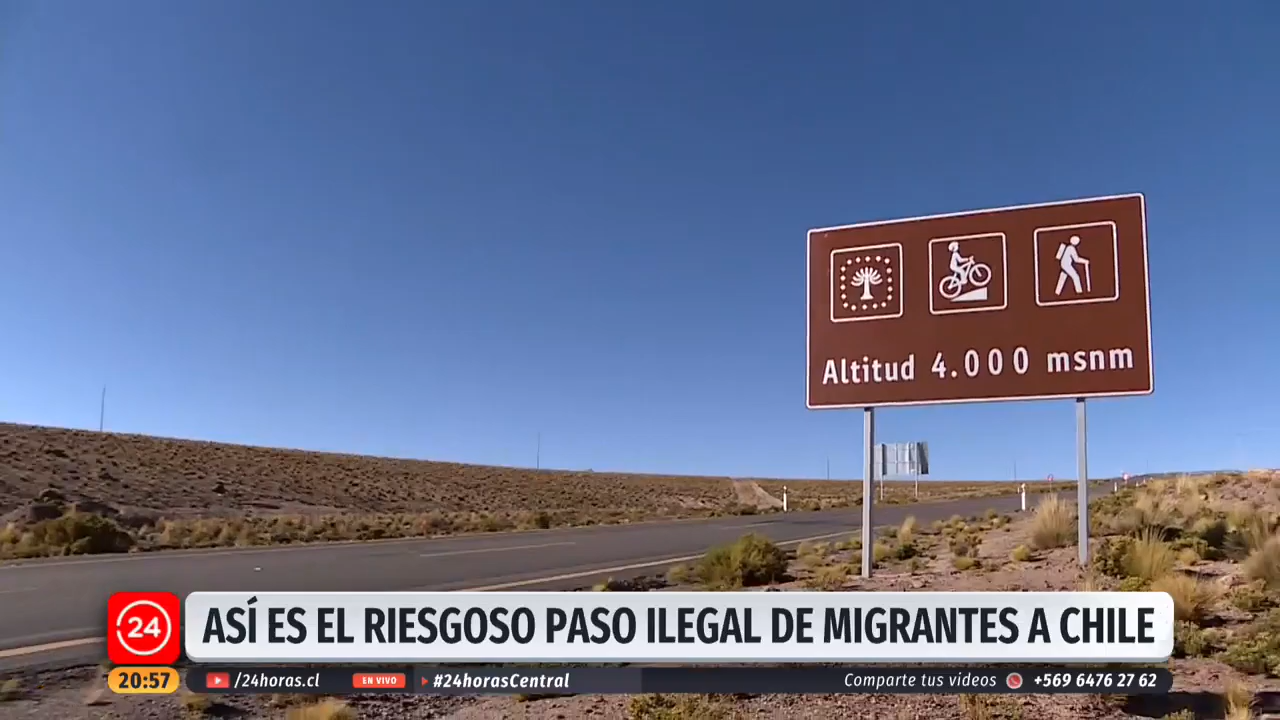 Altitud 4.000 msnm
24
ASÍ ES EL RIESGOSO PASO ILEGAL DE MIGRANTES A CHILE
20:57 /24horas.cl EN VIVO #24horasCentral Comparte tus videos +569 6476 27 62